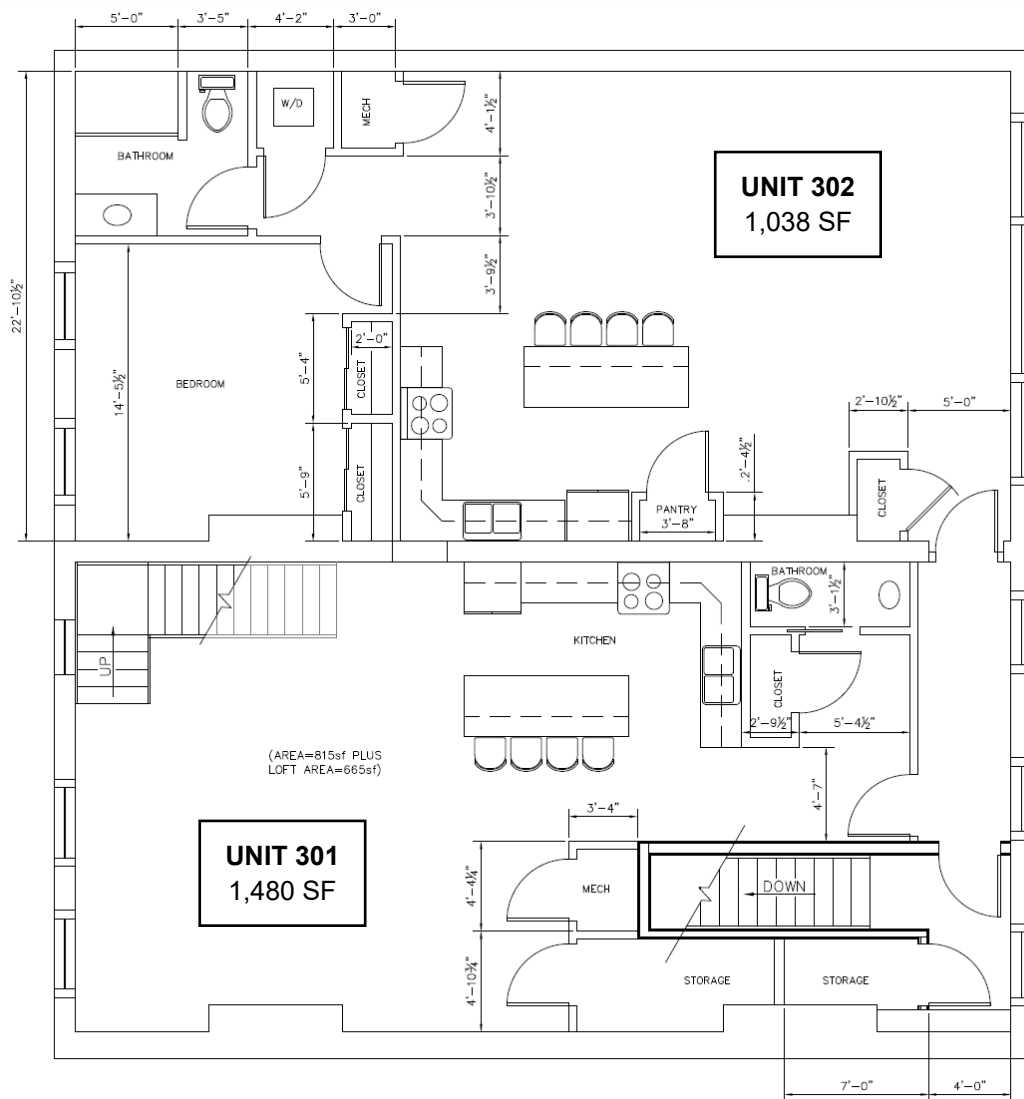 5'-0"
3'-5"
4'-2"
3'-0"
W/D
MECH
4'-1½"
BATHROOM
UNIT 302
1,038 SF
3'-10½"
3'-9½"
22'-10½"
14'-5½"
2'-0"
5'-4"
CLOSET
BEDROOM
2'-10½"
5'-0"
5'-9"
CLOSET
2'-4½"
PANTRY
3'-8"
CLOSET
BATHROOM
3'-1½"
KITCHEN
UP
CLOSET
2'-9½"
5'-4½"
(AREA=815sf PLUS
LOFT AREA=665sf)
4'-7"
3'-4"
UNIT 301
1,480 SF
4'-4¼"
MECH
DOWN
4'-10¾"
STORAGE
STORAGE
7'-0"
4'-0"